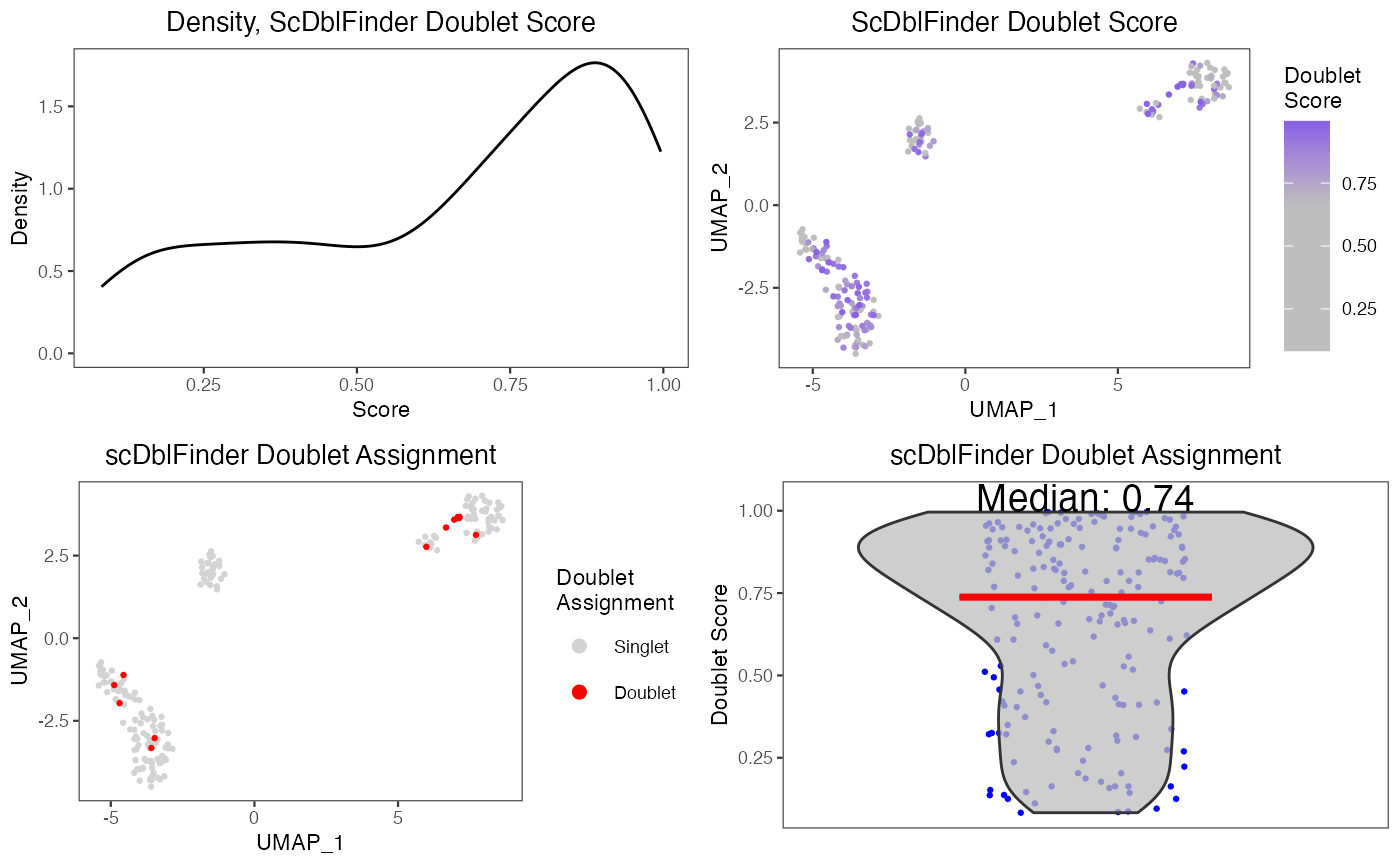 Density, ScDblFinder Doublet Score
Density
1.5
1.0
0.5
0.0
0.25
0.50
0.75
1.00
Score
ScDblFinder Doublet Score
UMAP_2
2.5
0.0
-2.5
-5
0
5
UMAP_1
Doublet
Score
0.75
0.50
0.25
scDblFinder Doublet Assignment
UMAP_2
2.5
0.0
-2.5
-5
0
5
UMAP_1
Doublet
Assignment
Singlet
Doublet
scDblFinder Doublet Assignment
Median: 0.74
Doublet Score
1.00
0.75
0.50
0.25